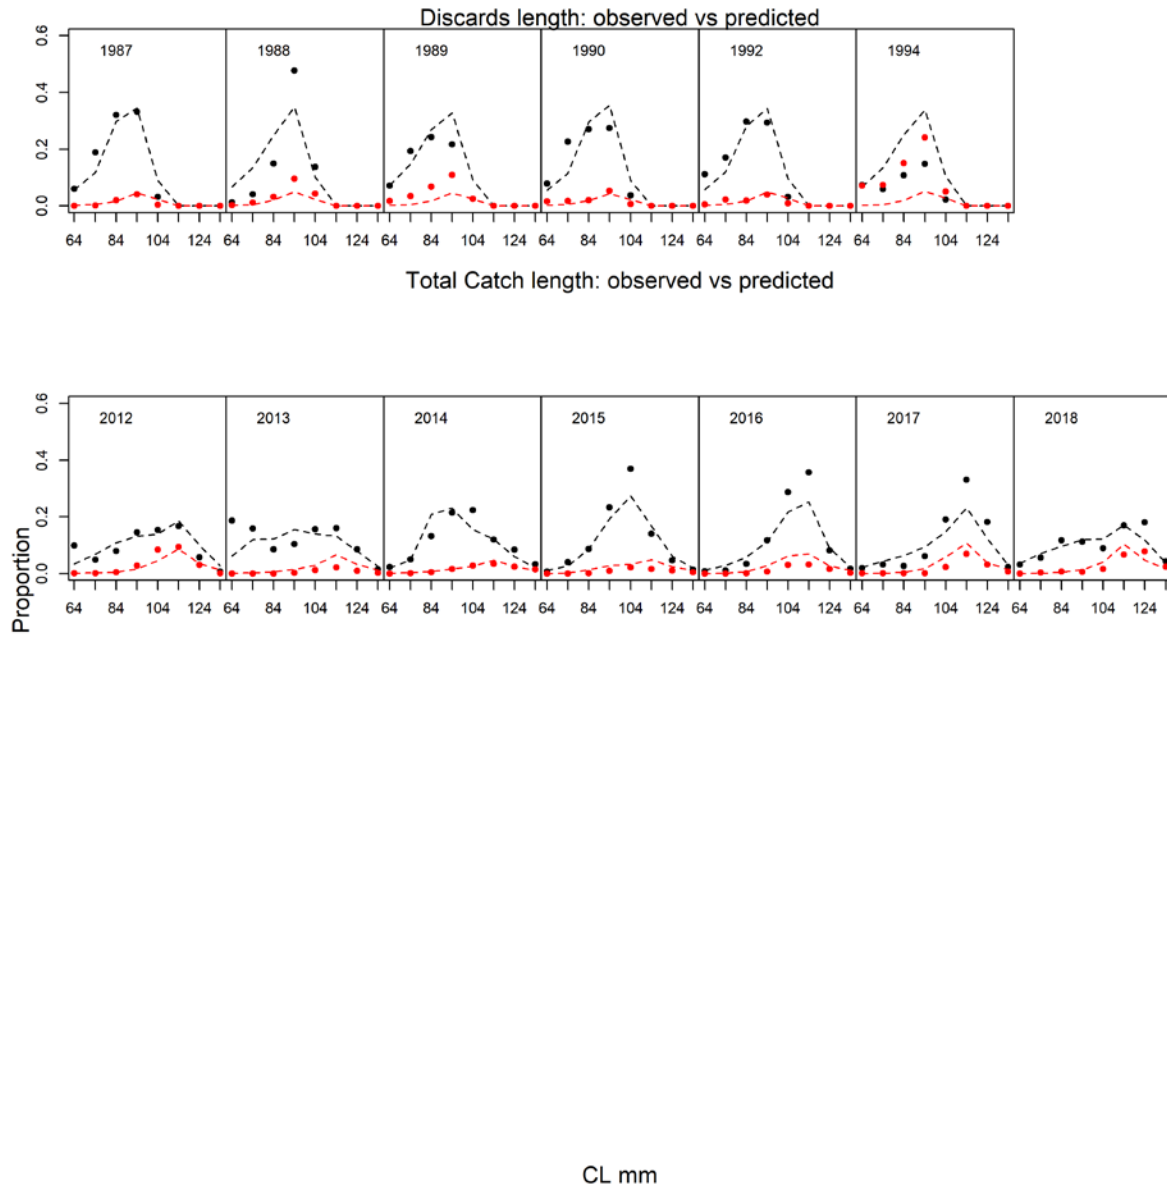 Discards length: observed vs predicted
1987 1988 1989 1990 1992 1994
0.6
0.4
0.2
0.0
64 84 104 124 64 84 104 124 64 84 104 124 64 84 104 124 64 84 104 124 64 84 104 124
Total Catch length: observed vs predicted
2012 2013 2014 2015 2016 2017 2018
0.6
0.4
0.2
0.0
64 84 104 124 64 84 104 124 64 84 104 124 64 84 104 124 64 84 104 124 64 84 104 124 64 84 104 124
Proportion
CL mm